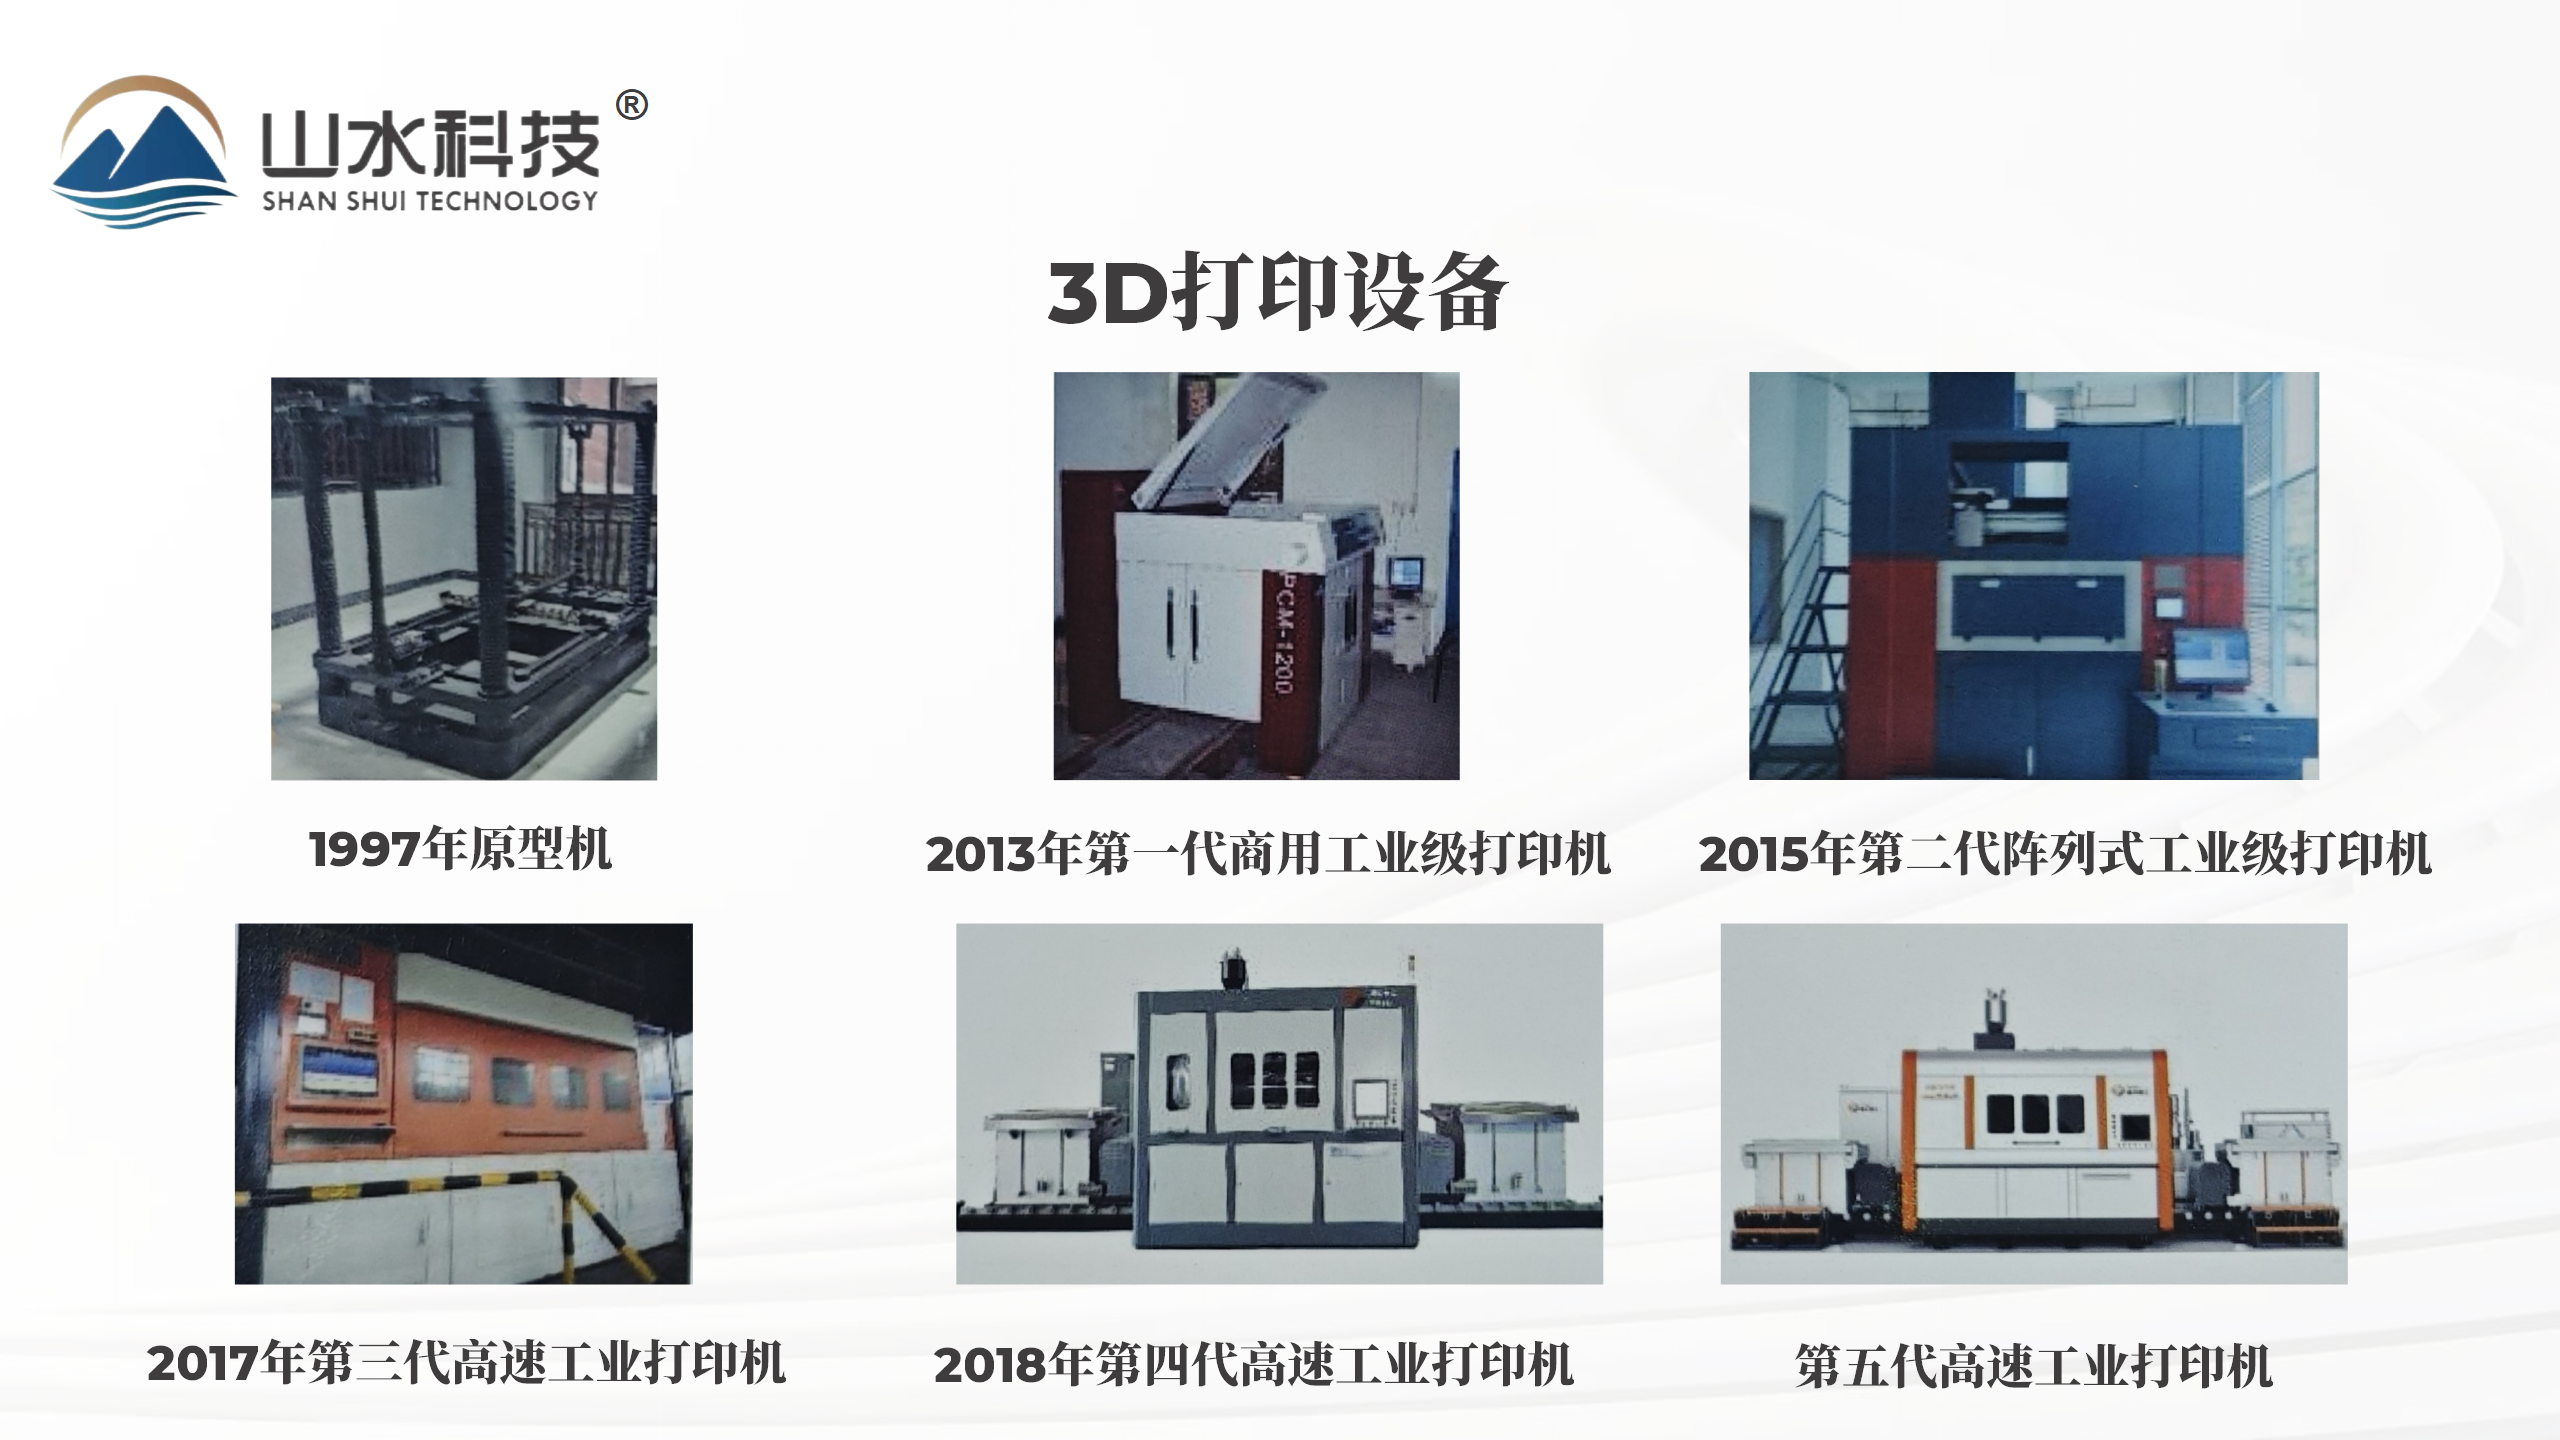 山水科技®
SHAN SHUI TECHNOLOGY
3D打印设备
PCM-1200
1997年原型机
2013年第一代商用工业级打印机
2015年第二代阵列式工业级打印机
2017年第三代高速工业打印机
2018年第四代高速工业打印机
第五代高速工业打印机